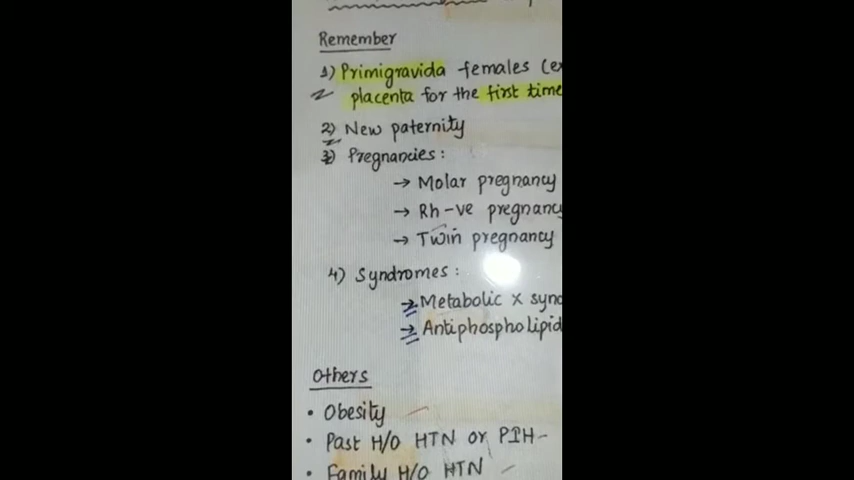 Remember
1) Primigravida females (ex
placenta for the first time
2) New paternity
3) Pregnancies :
→ Molar pregnancy
→ Rh-ve pregnancy
→ Twin pregnancy
4) Syndromes :
→ Metabolic X synd
→ Antiphospholipid
Others
• Obesity
• Past H/O HTN or PIH
• Family H/O HTN